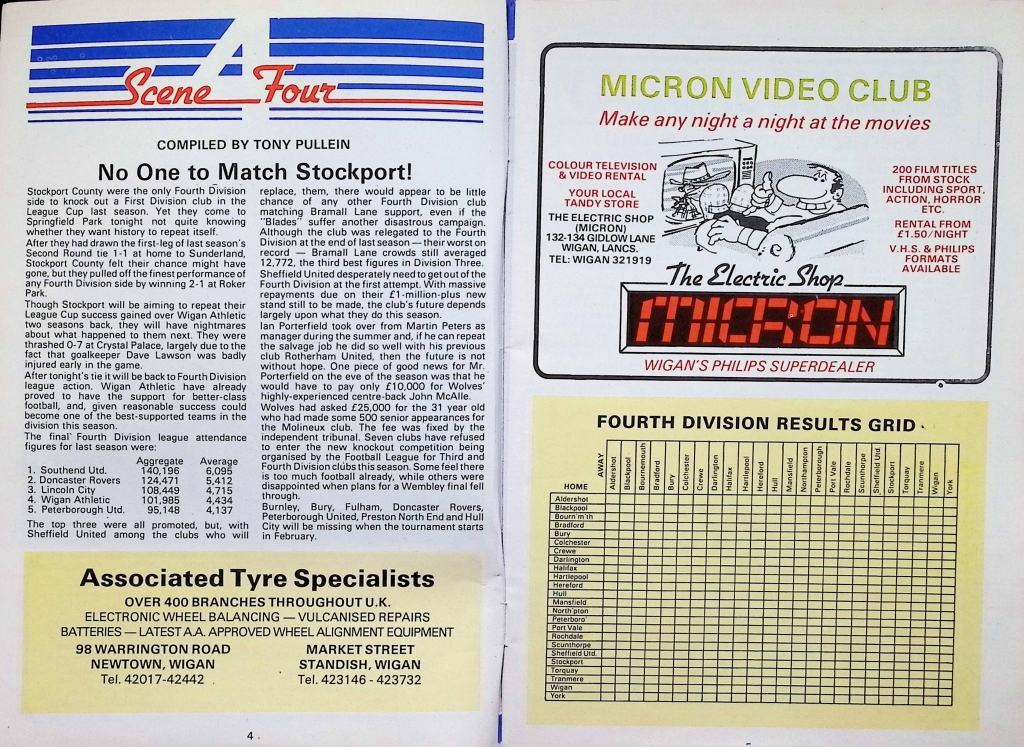 A
Scene Four
COMPILED BY TONY PULLEIN
No One to Match Stockport!
Stockport County were the only Fourth Division
side to knock out a First Division club in the
League Cup last season. Yet they come to
Springfield Park tonight not quite knowing
whether they want history to repeat itself.
After they had drawn the first-leg of last season's
Second Round tie 1-1 at home to Sunderland,
Stockport County felt their chance might have
gone, but they pulled off the finest performance of
any Fourth Division side by winning 2-1 at Roker
Park.
Though Stockport will be aiming to repeat their
League Cup success gained over Wigan Athletic
two seasons back, they will have nightmares
about what happened to them next. They were
thrashed 0-7 at Crystal Palace, largely due to the
fact that goalkeeper Dave Lawson was badly
injured early in the game.
After tonight's tie it will be back to Fourth Division
league action. Wigan Athletic have already
proved to have the support for better-class
football, and, given reasonable success could
become one of the best-supported teams in the
division this season.
The final Fourth Division league attendance
figures for last season were:
Aggregate Average
1. Southend Utd. 140,196 6,095
2. Doncaster Rovers 124,471 5,412
3. Lincoln City 108,449 4,715
4. Wigan Athletic 101,985 4,434
5. Peterborough Utd. 95,148 4,137
The top three were all promoted, but, with
Sheffield United among the clubs who will
replace, them, there would appear to be little
chance of any other Fourth Division club
matching Bramall Lane support, even if the
"Blades" suffer another disastrous campaign.
Although the club was relegated to the Fourth
Division at the end of last season — their worst on
record — Bramall Lane crowds still averaged
12,772, the third best figures in Division Three.
Sheffield United desperately need to get out of the
Fourth Division at the first attempt. With massive
repayments due on their £1-million-plus new
stand still to be made, the club's future depends
largely upon what they do this season.
Ian Porterfield took over from Martin Peters as
manager during the summer and, if he can repeat
the salvage job he did so well with his previous
club Rotherham United, then the future is not
without hope. One piece of good news for Mr.
Porterfield on the eve of the season was that he
would have to pay only £10,000 for Wolves'
highly-experienced centre-back John McAlle.
Wolves had asked £25,000 for the 31 year old
who had made some 500 senior appearances for
the Molineux club. The fee was fixed by the
independent tribunal. Seven clubs have refused
to enter the new knockout competition being
organised by the Football League for Third and
Fourth Division clubs this season. Some feel there
is too much football already, while others were
disappointed when plans for a Wembley final fell
through.
Burnley, Bury, Fulham, Doncaster Rovers,
Peterborough United, Preston North End and Hull
City will be missing when the tournament starts
in February.
Associated Tyre Specialists
OVER 400 BRANCHES THROUGHOUT U.K.
ELECTRONIC WHEEL BALANCING — VULCANISED REPAIRS
BATTERIES — LATEST A.A. APPROVED WHEEL ALIGNMENT EQUIPMENT
98 WARRINGTON ROAD
NEWTOWN, WIGAN
Tel. 42017-42442
MARKET STREET
STANDISH, WIGAN
Tel. 423146 - 423732
4
MICRON VIDEO CLUB
Make any night a night at the movies
COLOUR TELEVISION
& VIDEO RENTAL
YOUR LOCAL
TANDY STORE
THE ELECTRIC SHOP
(MICRON)
132-134 GIDLOW LANE
WIGAN, LANCS.
TEL: WIGAN 321919
200 FILM TITLES
FROM STOCK
INCLUDING SPORT,
ACTION, HORROR
ETC.
RENTAL FROM
£1.50/NIGHT
V.H.S. & PHILIPS
FORMATS
AVAILABLE
The Electric Shop
MICRON
WIGAN'S PHILIPS SUPERDEALER
FOURTH DIVISION RESULTS GRID
HOME
AWAY
Aldershot
Blackpool
Bournemouth
Bradford
Bury
Colchester
Crewe
Darlington
Halifax
Hartlepool
Hereford
Hull
Mansfield
Northampton
Peterborough
Port Vale
Rochdale
Scunthorpe
Sheffield Utd.
Stockport
Torquay
Tranmere
Wigan
York
Aldershot
Blackpool
Bourn'm'th
Bradford
Bury
Colchester
Crewe
Darlington
Halifax
Hartlepool
Hereford
Hull
Mansfield
North'pton
Peterboro'
Port Vale
Rochdale
Scunthorpe
Sheffield Utd.
Stockport
Torquay
Tranmere
Wigan
York